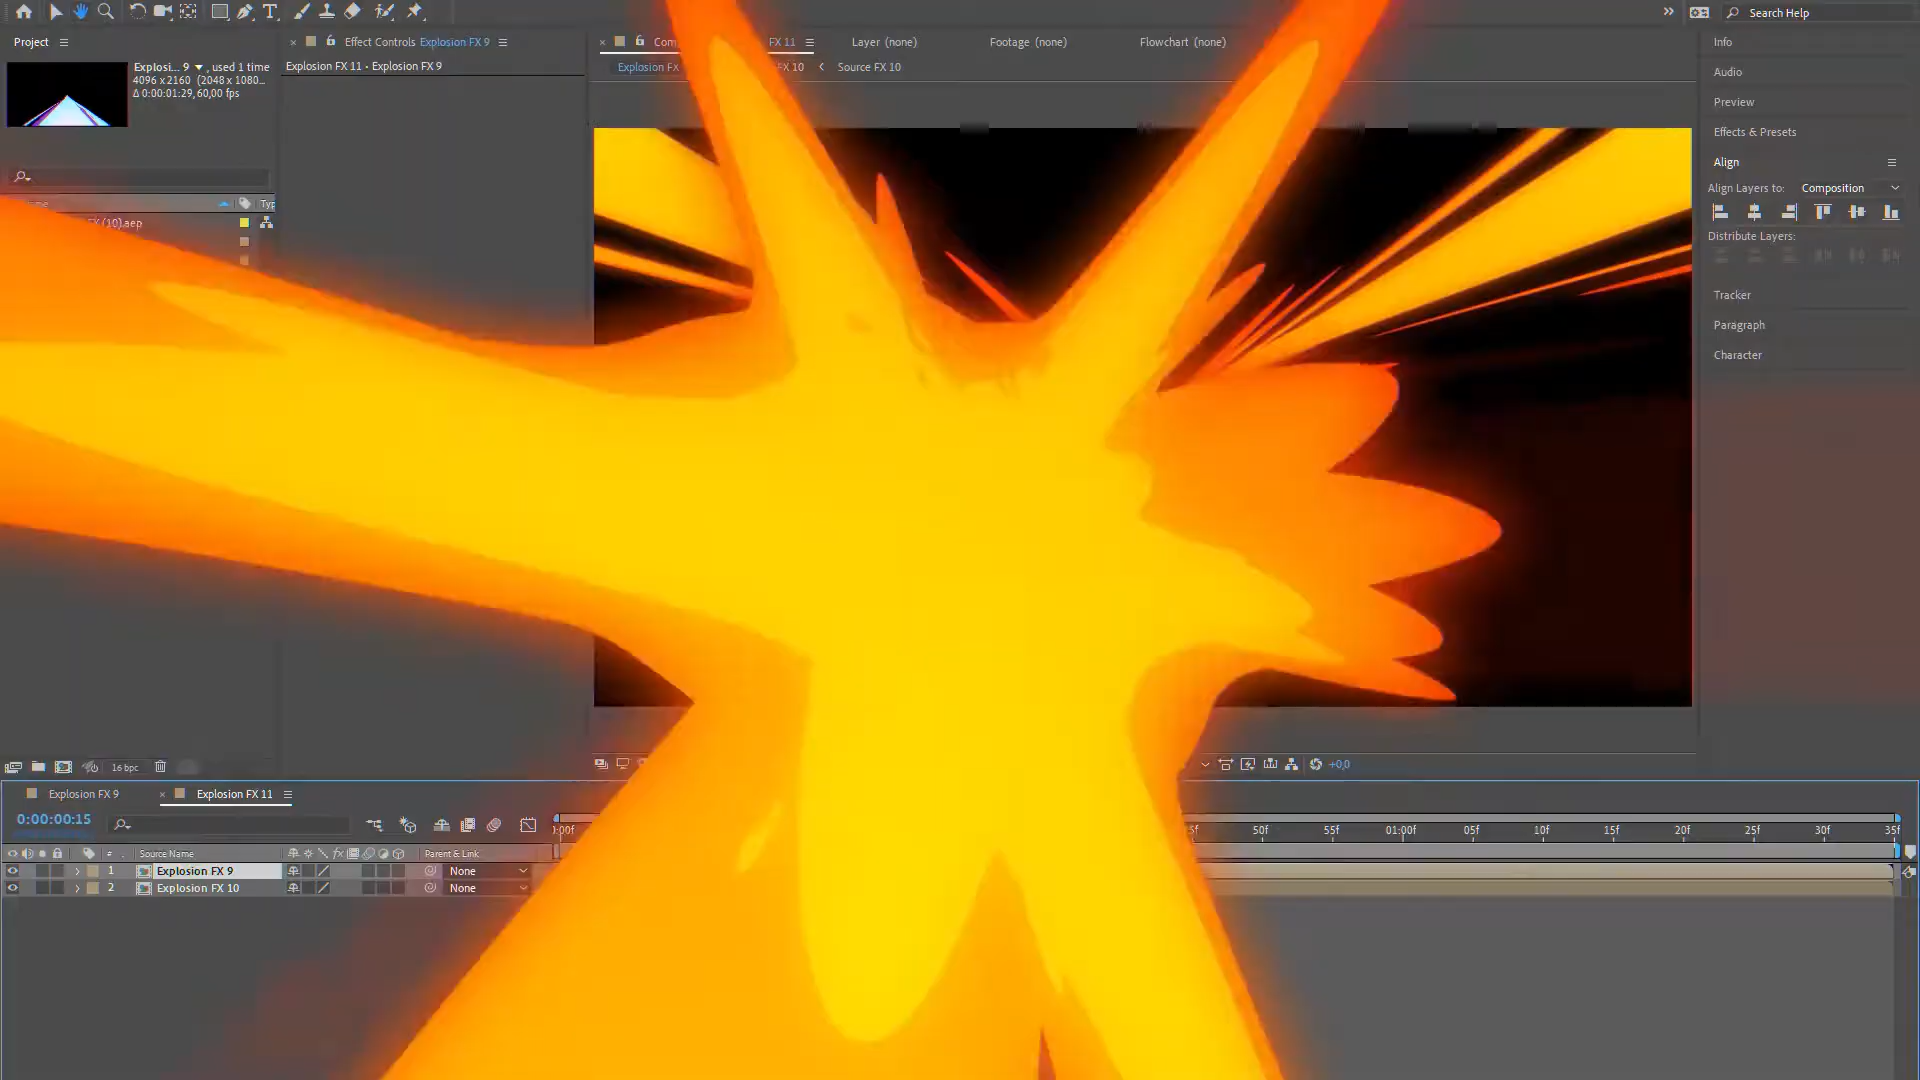 Search Help
Project
Effect Controls Explosion FX 9
FX 11
Layer (none)
Footage (none)
Flowchart (none)
Info
Explosi... 9 , used 1 time
4096 x 2160 (2048 x 1080...
Δ 0:00:01:29, 60,00 fps
Explosion FX 11 · Explosion FX 9
Explosion FX
FX 10
Source FX 10
Audio
Preview
Effects & Presets
Align
Align Layers to: Composition
Typ
(10).aep
Distribute Layers:
Tracker
Paragraph
Character
16 bpc
+0,0
Explosion FX 9
Explosion FX 11
0:00:00:15
50f 55f 01:00f 05f 10f 15f 20f 25f 30f 35f
# Source Name fx Parent & Link
1 Explosion FX 9 None
2 Explosion FX 10 None